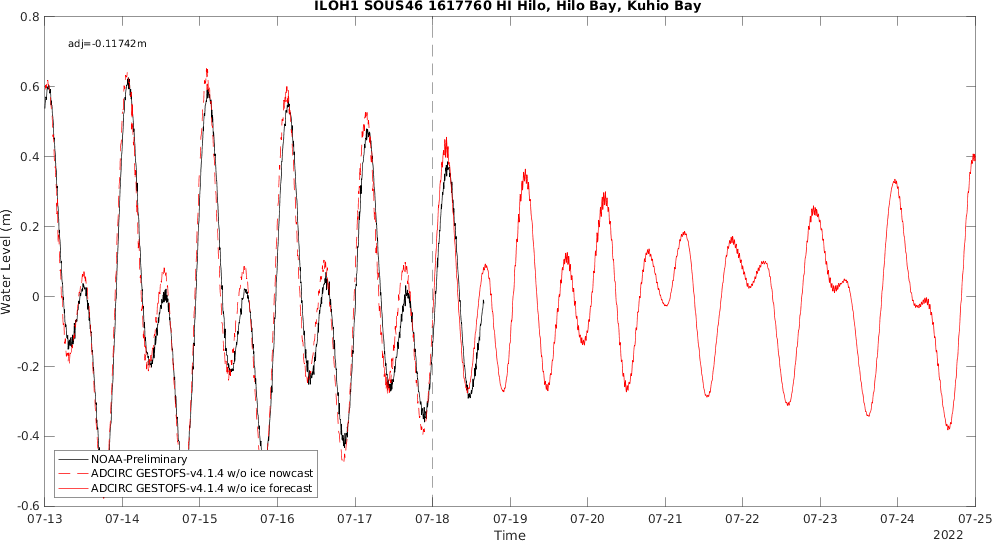 ILOH1 SOUS46 1617760 HI Hilo, Hilo Bay, Kuhio Bay
adj=-0.11742m
0.8
0.6
0.4
0.2
0
-0.2
-0.4
-0.6
Water Level (m)
NOAA-Preliminary
ADCIRC GESTOFS-v4.1.4 w/o ice nowcast
ADCIRC GESTOFS-v4.1.4 w/o ice forecast
07-13 07-14 07-15 07-16 07-17 07-18 07-19 07-20 07-21 07-22 07-23 07-24 07-25
Time
2022